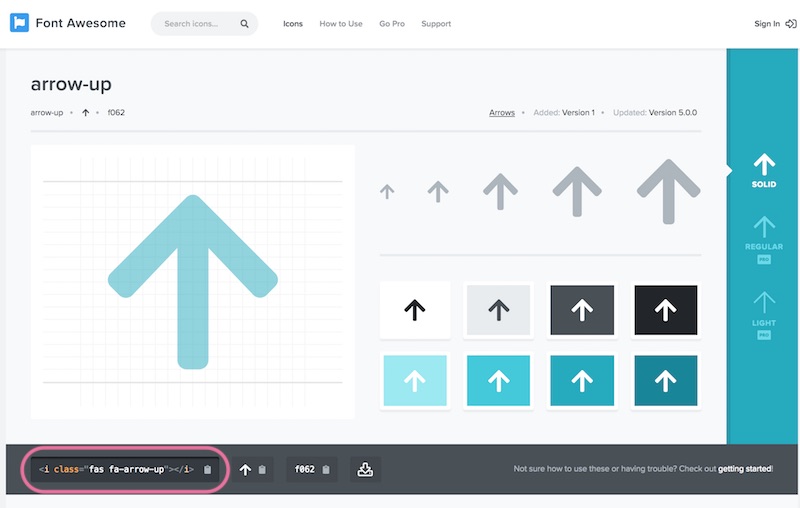 Font Awesome
Search icons...
Icons
How to Use
Go Pro
Support
Sign In
arrow-up
arrow-up • • f062
Arrows • Added: Version 1 • Updated: Version 5.0.0
SOLID
REGULAR
PRO
LIGHT
PRO
<i class="fas fa-arrow-up"></i>
f062
Not sure how to use these or having trouble? Check out getting started!